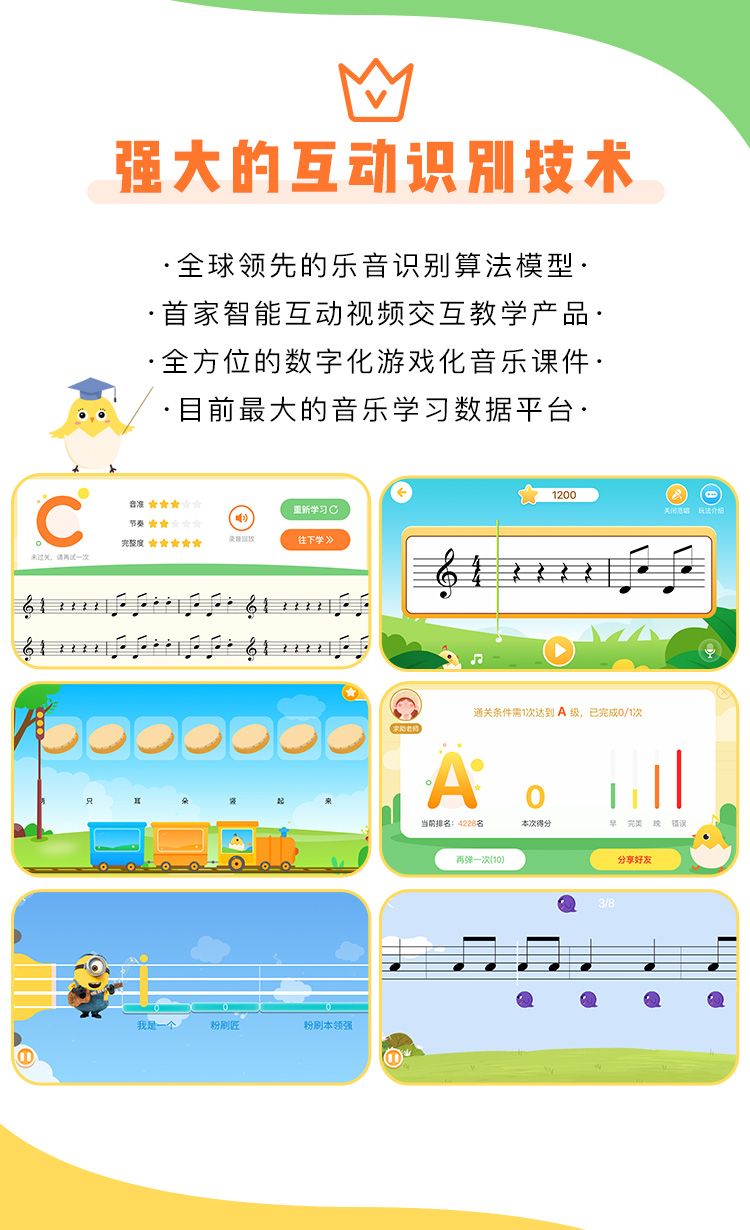 强大的互动识别技术
·全球领先的乐音识别算法模型·
·首家智能互动视频交互教学产品·
·全方位的数字化游戏化音乐课件·
·目前最大的音乐学习数据平台·
C
音准
节奏
完整度
未过关，请再试一次
录音回放
重新学习
往下学
1200
关闭范唱
玩法介绍
只 耳 朵 竖 起 来
求助老师
通关条件需1次达到 A 级，已完成0/1次
A
0
当前排名：4228名
本次得分
早 完美 晚 错误
再弹一次(10)
分享好友
我是一个 粉刷匠 粉刷本领强
3/8